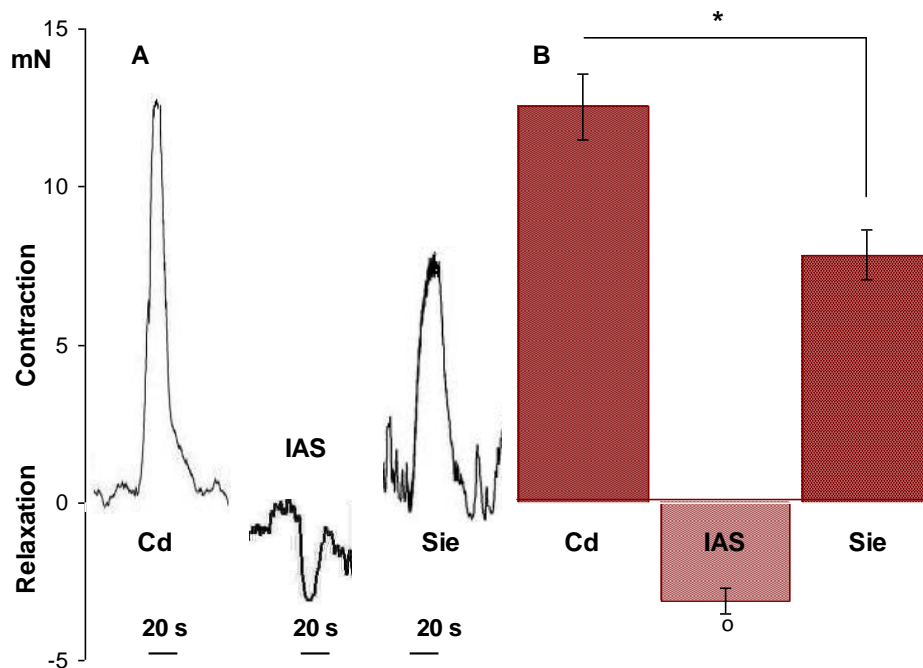 15
mN
A
B
*
10
Contraction
5
IAS
0
Relaxation
Cd
Sie
Cd
IAS
Sie
20 s
20 s
20 s
o
-5